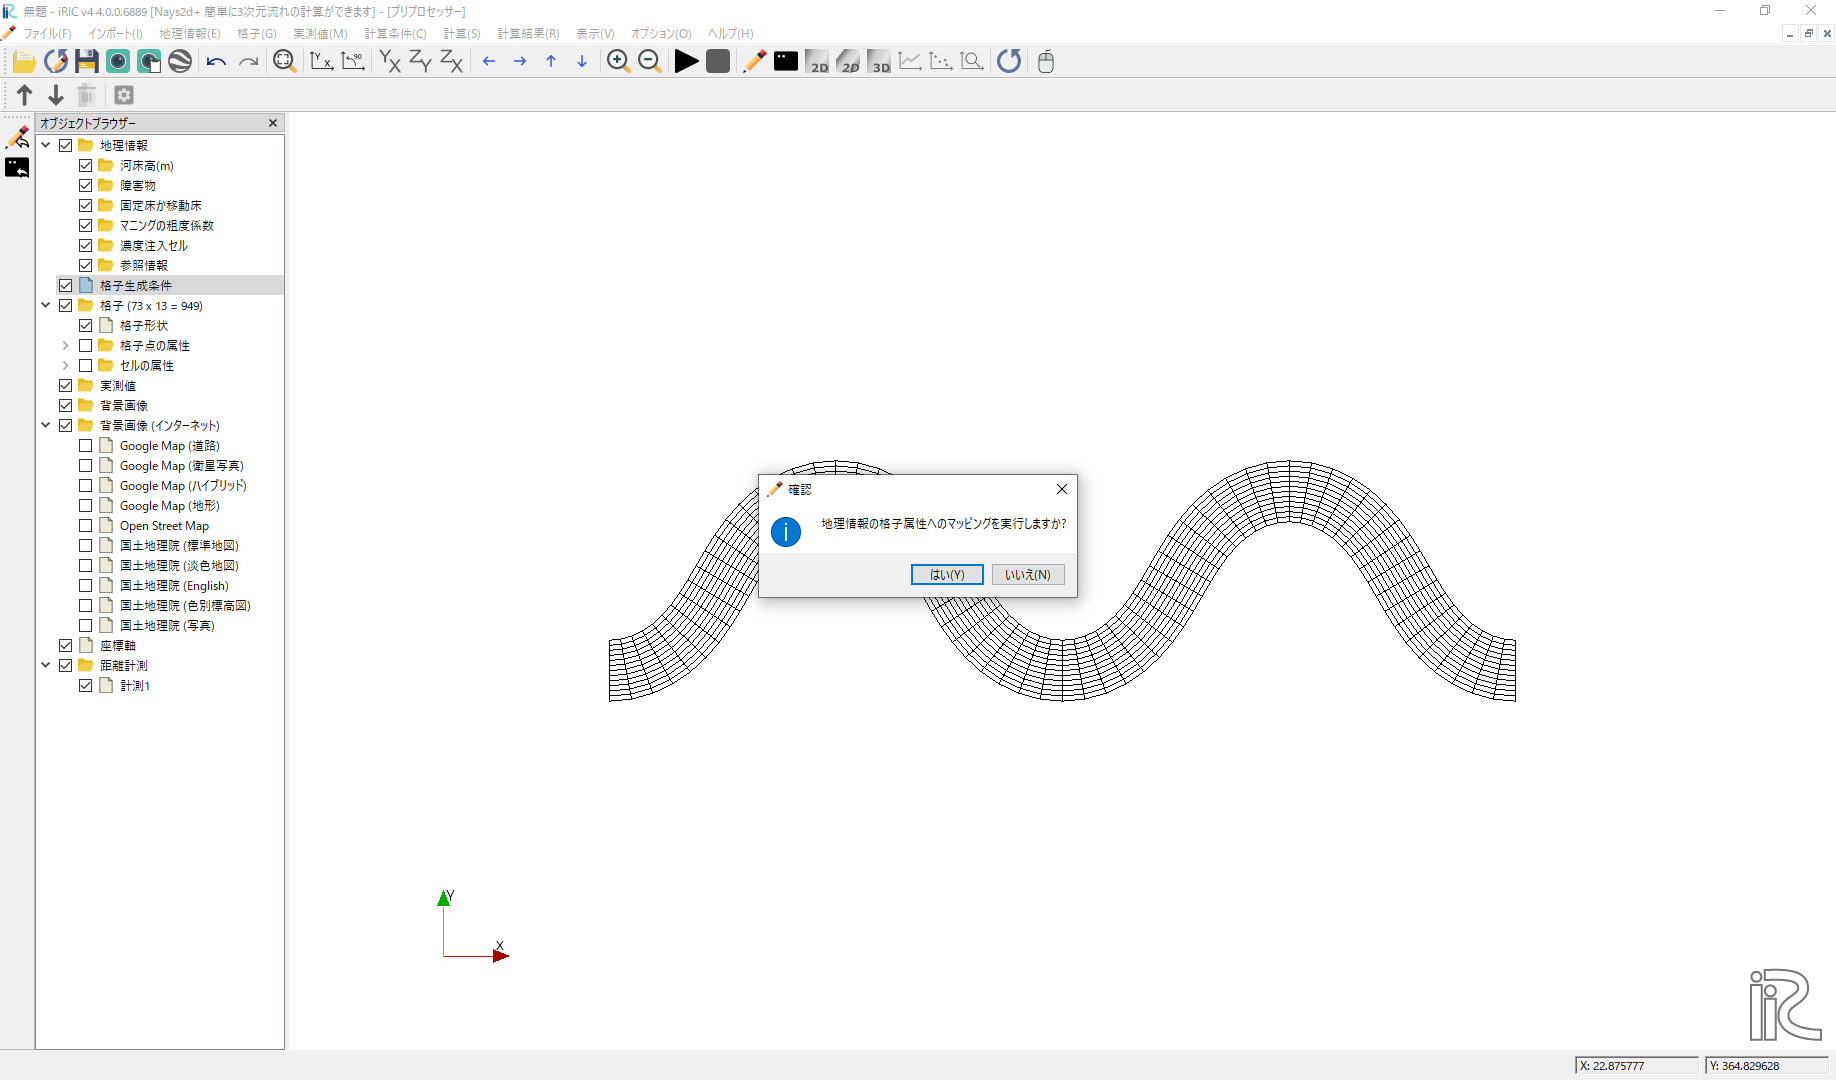 無題 - iRIC v4 4.0.0.6889 [Nays2d+ 簡単に3次元流れの計算ができます] - [プリプロセッサー]
ファイル(F) インポート(I) 地理情報(E) 格子(G) 実測値(M) 計算条件(C) 計算(S) 計算結果(R) 表示(V) オプション(O) ヘルプ(H)
Y X -90 YX ZY ZX 2D 2D 3D
オブジェクトブラウザー
地理情報
河床高(m)
障害物
固定床か移動床
マニングの粗度係数
濃度注入セル
参照情報
格子生成条件
格子 (73 x 13 = 949)
格子形状
格子点の属性
セルの属性
実測値
背景画像
背景画像 (インターネット)
Google Map (道路)
Google Map (衛星写真)
Google Map (ハイブリッド)
Google Map (地形)
Open Street Map
国土地理院 (標準地図)
国土地理院 (淡色地図)
国土地理院 (English)
国土地理院 (色別標高図)
国土地理院 (写真)
座標軸
距離計測
計測1
確認
地理情報の格子属性へのマッピングを実行しますか?
はい(Y) いいえ(N)
Y
X
iRIC
X: 22.875777 Y: 364.829628